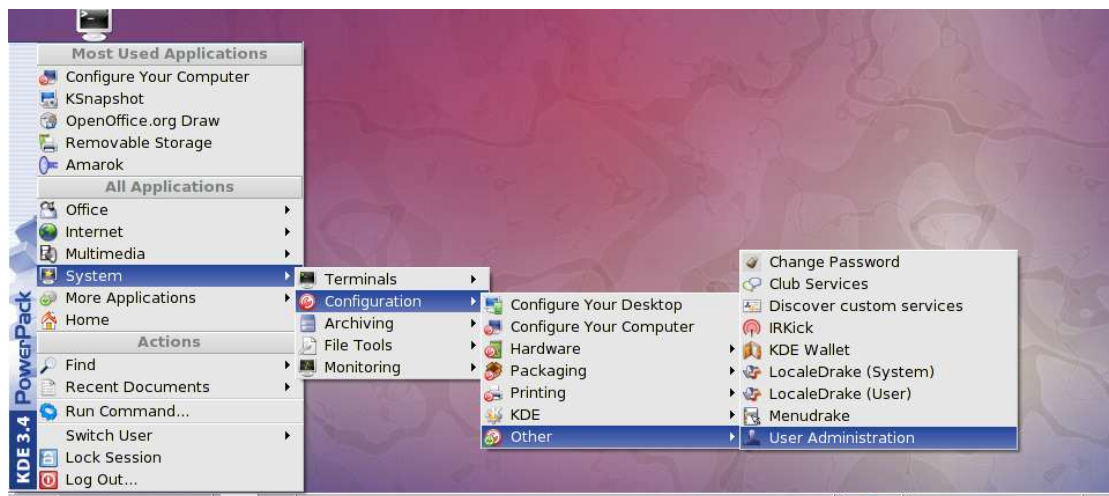 Most Used Applications
Configure Your Computer
KSnapshot
OpenOffice.org Draw
Removable Storage
Amarok
All Applications
Office
Internet
Multimedia
System
More Applications
Home
Actions
Find
Recent Documents
Run Command...
Switch User
Lock Session
Log Out...
KDE 3.4 PowerPack
Terminals
Configuration
Archiving
File Tools
Monitoring
Configure Your Desktop
Configure Your Computer
Hardware
Packaging
Printing
KDE
Other
Change Password
Club Services
Discover custom services
IRKick
KDE Wallet
LocaleDrake (System)
LocaleDrake (User)
Menudrake
User Administration